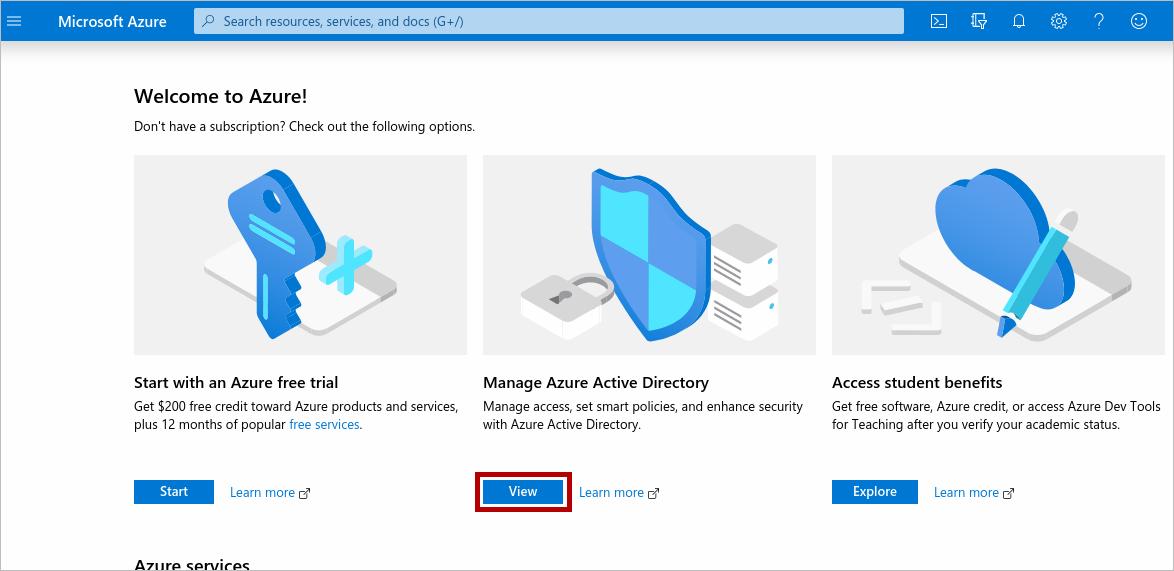 Microsoft Azure
Search resources, services, and docs (G+/)
Welcome to Azure!
Don't have a subscription? Check out the following options.
Start with an Azure free trial
Get $200 free credit toward Azure products and services,
plus 12 months of popular free services.
Start
Learn more
Manage Azure Active Directory
Manage access, set smart policies, and enhance security
with Azure Active Directory.
View
Learn more
Access student benefits
Get free software, Azure credit, or access Azure Dev Tools
for Teaching after you verify your academic status.
Explore
Learn more
Azure services